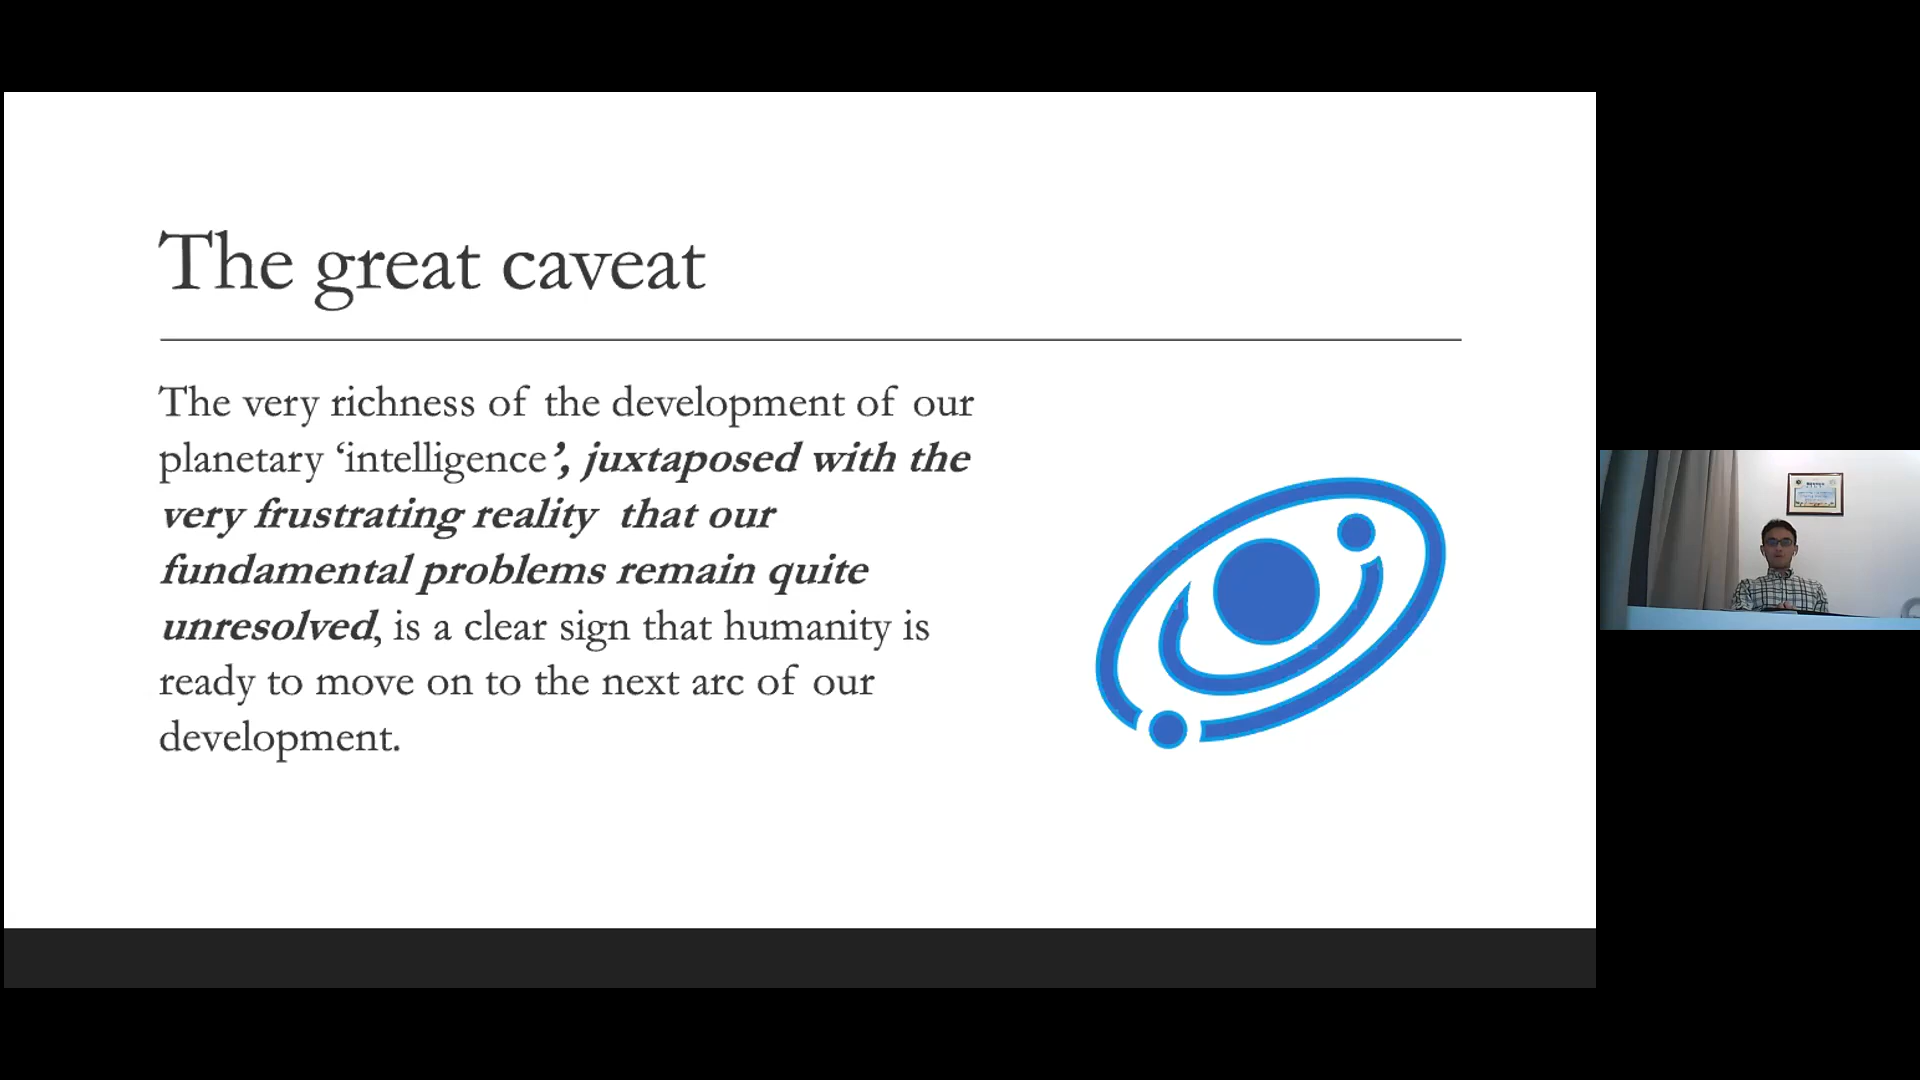 The great caveat
The very richness of the development of our
planetary ‘intelligence’, juxtaposed with the
very frustrating reality that our
fundamental problems remain quite
unresolved, is a clear sign that humanity is
ready to move on to the next arc of our
development.